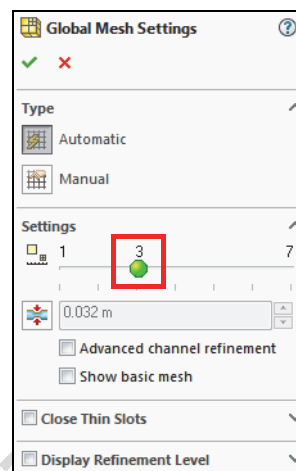 Global Mesh Settings
Type
Automatic
Manual
Settings
1 3 7
0.032 m
Advanced channel refinement
Show basic mesh
Close Thin Slots
Display Refinement Level